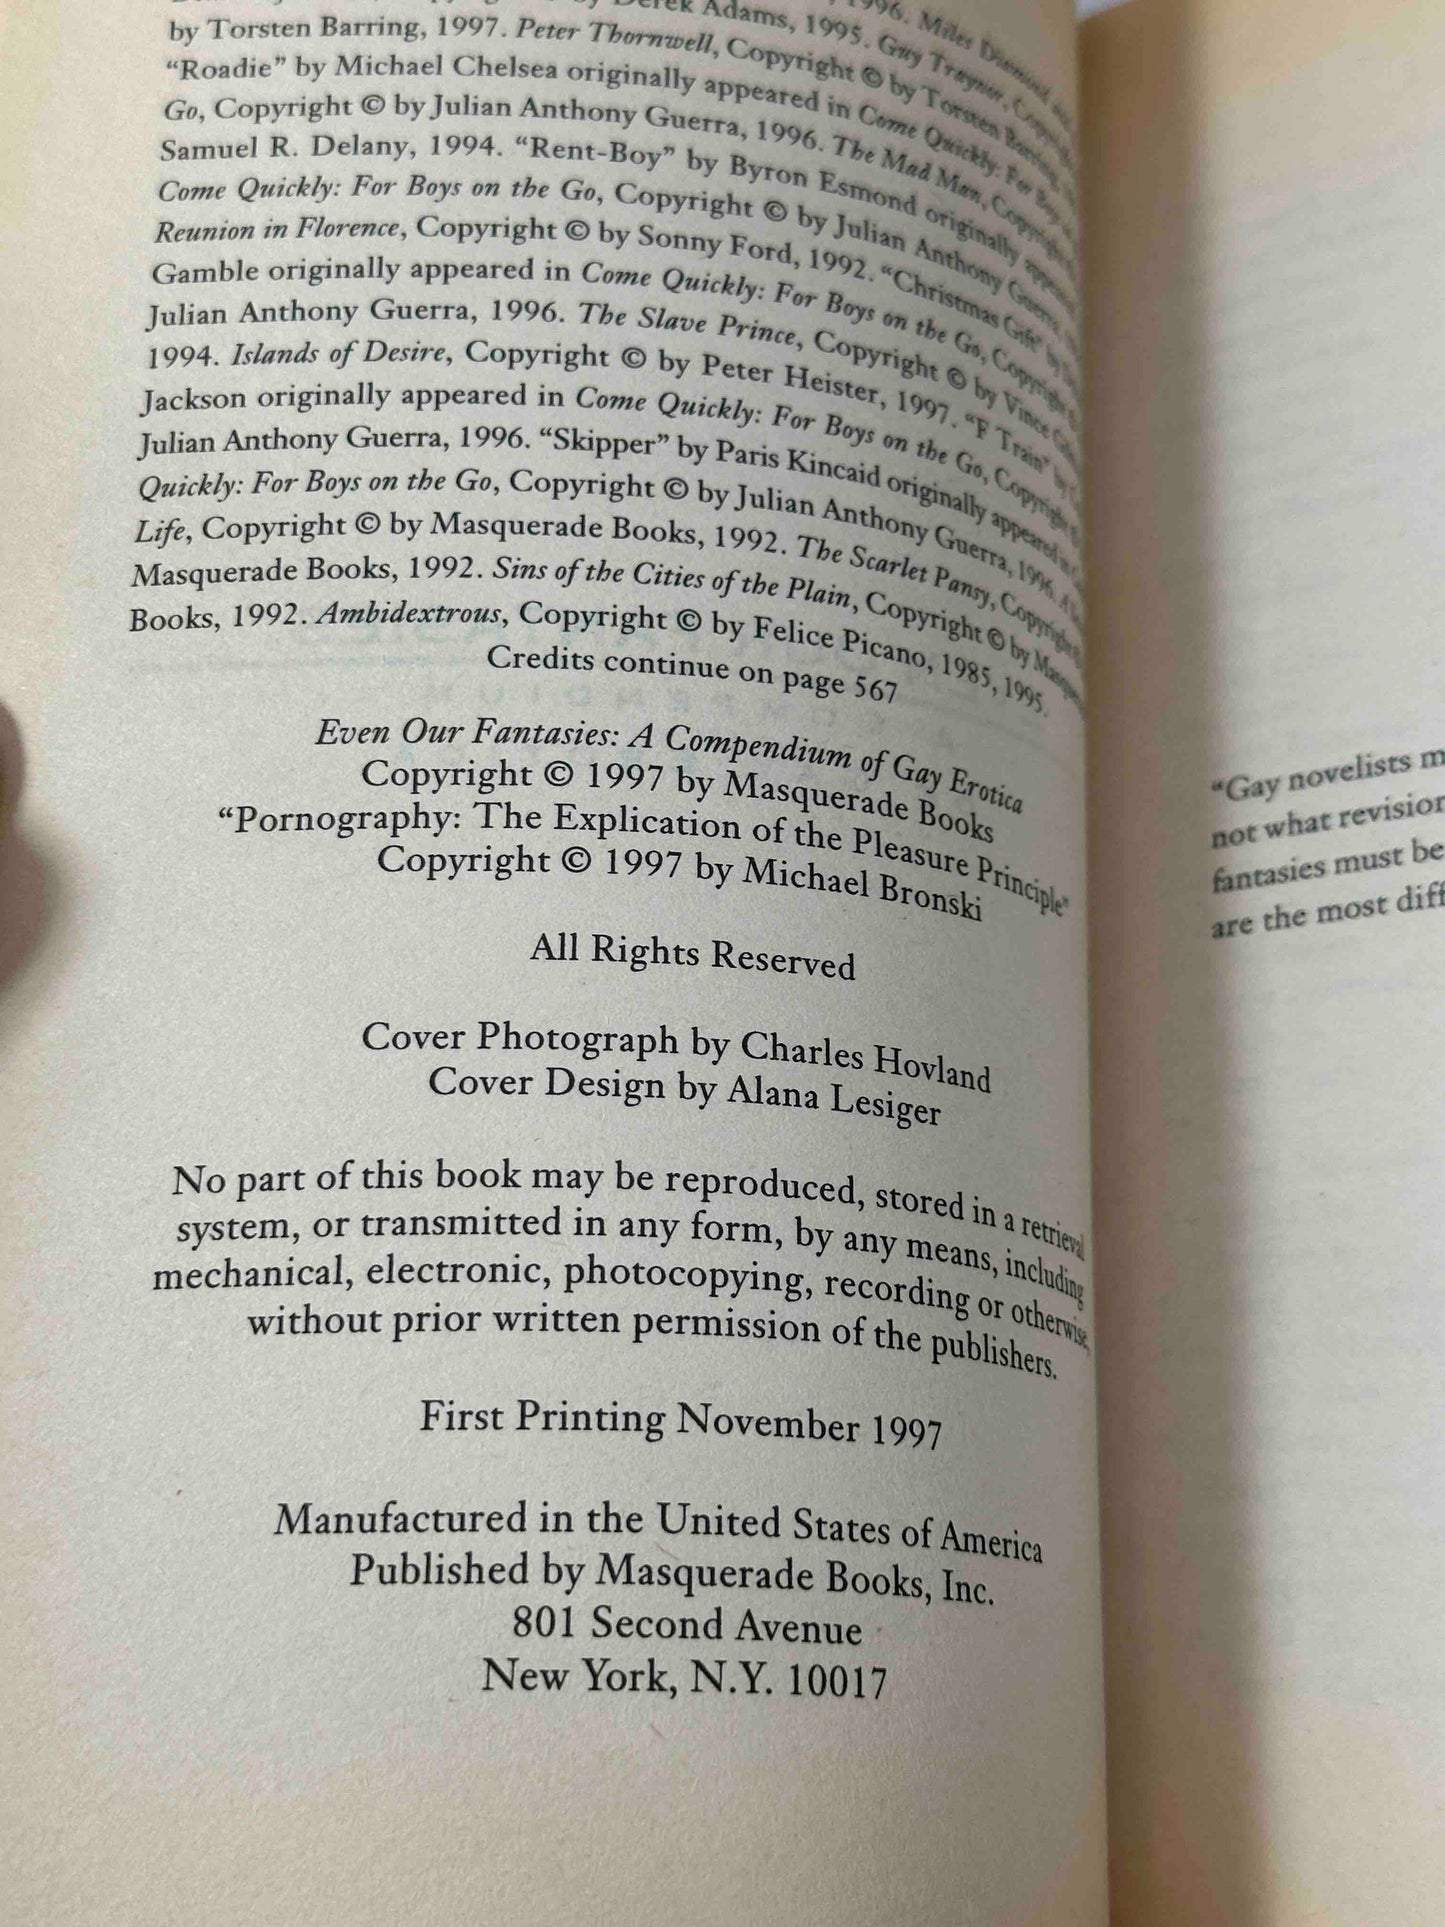 Derek Adams, 1995. Guy Traynor,
by Torsten Barring, 1997. Peter Thornwell, Copyright © by Torsten Barring,
“Roadie” by Michael Chelsea originally appeared in Come Quickly: For Boys on
Go, Copyright © by Julian Anthony Guerra, 1996. The Mad Man, Copyright
Samuel R. Delany, 1994. “Rent-Boy” by Byron Esmond originally appeared
Come Quickly: For Boys on the Go, Copyright © by Julian Anthony Guerra,
Reunion in Florence, Copyright © by Sonny Ford, 1992. “Christmas Gift” by
Gamble originally appeared in Come Quickly: For Boys on the Go, Copyright
Julian Anthony Guerra, 1996. The Slave Prince, Copyright © by Vince
1994. Islands of Desire, Copyright © by Peter Heister, 1997. “F Train” by
Jackson originally appeared in Come Quickly: For Boys on the Go, Copyright
Julian Anthony Guerra, 1996. “Skipper” by Paris Kincaid originally appeared in
Quickly: For Boys on the Go, Copyright © by Julian Anthony Guerra, 1996. A
Life, Copyright © by Masquerade Books, 1992. The Scarlet Pansy, Copyright
Masquerade Books, 1992. Sins of the Cities of the Plain, Copyright © by
Books, 1992. Ambidextrous, Copyright © by Felice Picano, 1985, 1995.
Credits continue on page 567
Even Our Fantasies: A Compendium of Gay Erotica
Copyright © 1997 by Masquerade Books
“Pornography: The Explication of the Pleasure Principle”
Copyright © 1997 by Michael Bronski
All Rights Reserved
Cover Photograph by Charles Hovland
Cover Design by Alana Lesiger
No part of this book may be reproduced, stored in a retrieval
system, or transmitted in any form, by any means, including
mechanical, electronic, photocopying, recording or otherwise,
without prior written permission of the publishers.
First Printing November 1997
Manufactured in the United States of America
Published by Masquerade Books, Inc.
801 Second Avenue
New York, N.Y. 10017
“Gay novelists
not what
fantasies must be
are the most